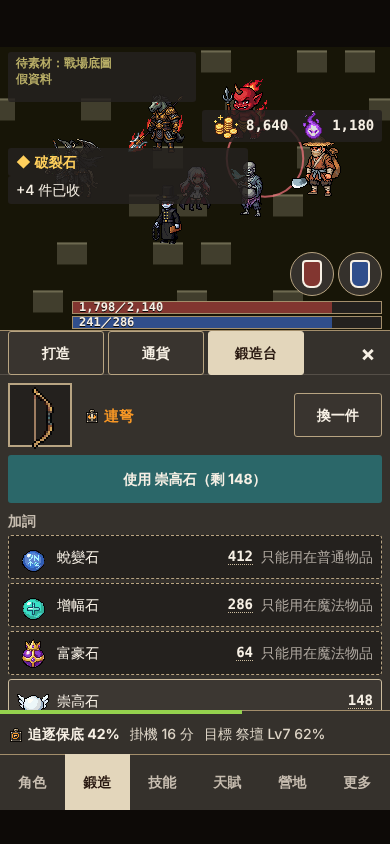 待素材：戰場底圖
假資料
8,640
1,180
破裂石
+4 件已收
1,798／2,140
241／286
打造
通貨
鍛造台
×
連弩
換一件
使用 崇高石（剩 148）
加詞
蛻變石
412
只能用在普通物品
增幅石
286
只能用在魔法物品
富豪石
64
只能用在魔法物品
崇高石
148
追逐保底 42% 掛機 16 分 目標 祭壇 Lv7 62%
角色
鍛造
技能
天賦
營地
更多